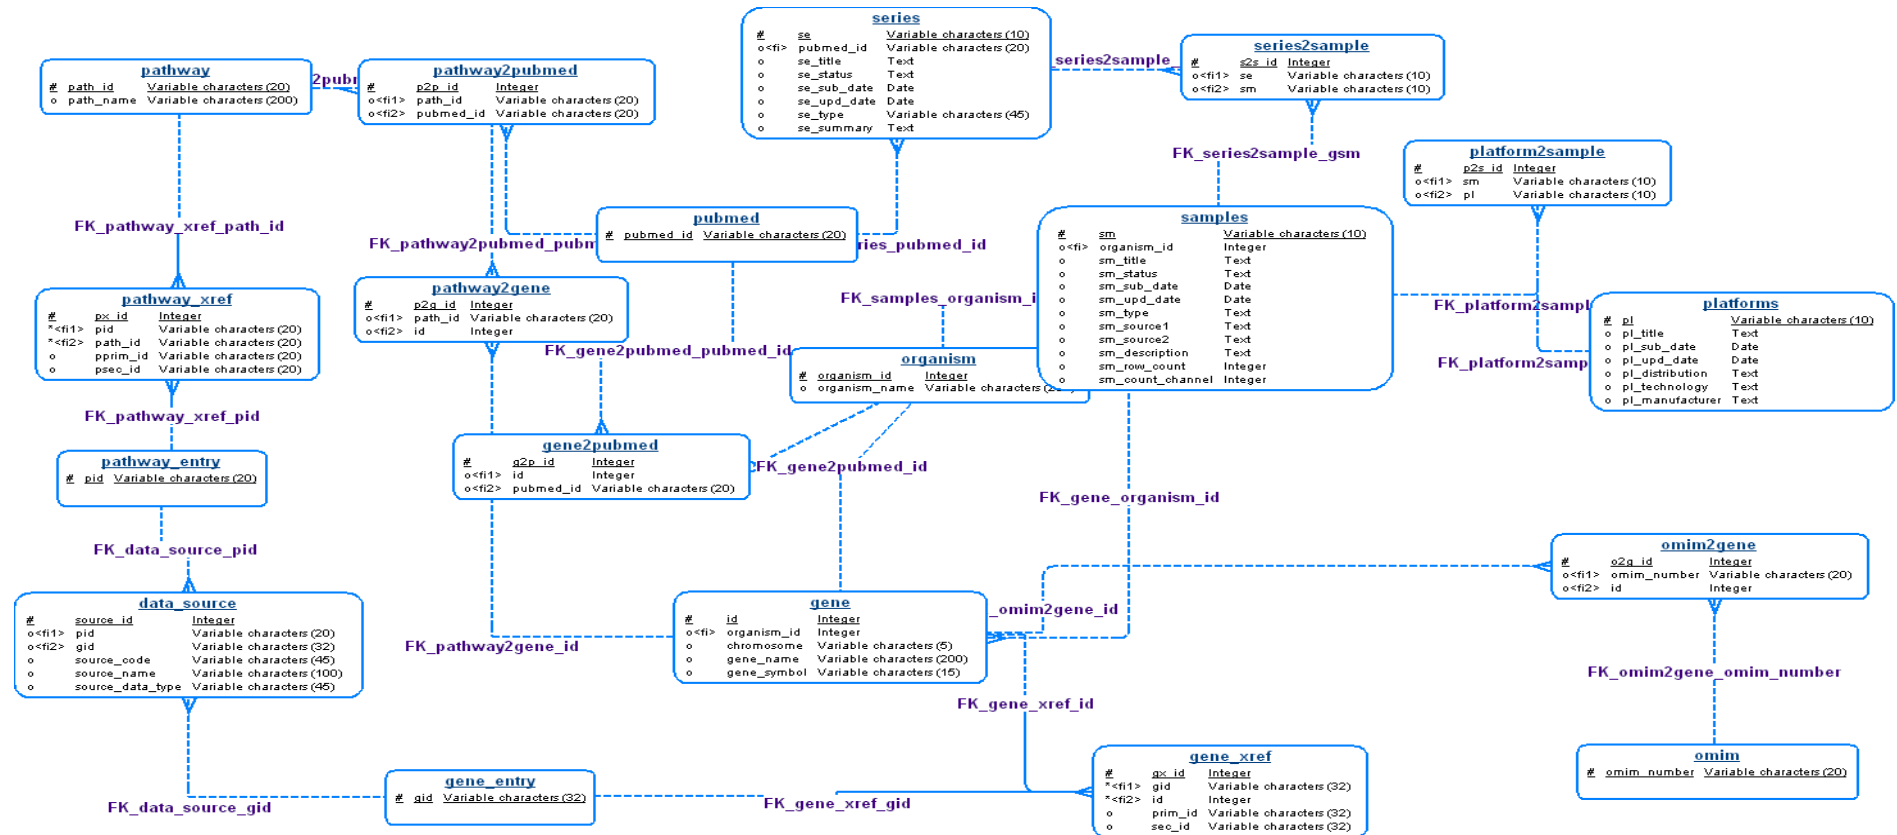 series
# se Variable characters (10)
o<fi> pubmed_id Variable characters (20)
o se_title Text
o se_status Text
o se_sub_date Date
o se_upd_date Date
o se_type Variable characters (45)
o se_summary Text
_series2sample_
series2sample
# s2s_id Integer
o<fi1> se Variable characters (10)
o<fi2> sm Variable characters (10)
pathway
# path_id Variable characters (20)
o path_name Variable characters (200)
pathway2pubmed
# p2p_id Integer
o<fi1> path_id Variable characters (20)
o<fi2> pubmed_id Variable characters (20)
FK_series2sample_gsm
platform2sample
# p2s_id Integer
o<fi1> sm Variable characters (10)
o<fi2> pl Variable characters (10)
FK_pathway_xref_path_id
FK_pathway2pubmed_pubm
pubmed
# pubmed_id Variable characters (20)
ries_pubmed_id
samples
# sm Variable characters (10)
o<fi> organism_id Integer
o sm_title Text
o sm_status Text
o sm_sub_date Date
o sm_upd_date Date
o sm_type Text
o sm_source1 Text
o sm_source2 Text
o sm_description Text
o sm_row_count Integer
o sm_count_channel Integer
pathway_xref
# px_id Integer
*<fi1> pid Variable characters (20)
*<fi2> path_id Variable characters (20)
o pprim_id Variable characters (20)
o psec_id Variable characters (20)
pathway2gene
# p2g_id Integer
o<fi1> path_id Variable characters (20)
o<fi2> id Integer
FK_samples_organism_i
FK_platform2sampl
platforms
# pl Variable characters (10)
o pl_title Text
o pl_sub_date Date
o pl_upd_date Date
o pl_distribution Text
o pl_technology Text
o pl_manufacturer Text
FK_gene2pubmed_pubmed_id
organism
# organism_id Integer
o organism_name Variable characters
FK_platform2samp
FK_pathway_xref_pid
pathway_entry
# pid Variable characters (20)
gene2pubmed
# g2p_id Integer
o<fi1> id Integer
o<fi2> pubmed_id Variable characters (20)
FK_gene2pubmed_id
FK_gene_organism_id
FK_data_source_pid
omim2gene
# o2g_id Integer
o<fi1> omim_number Variable characters (20)
o<fi2> id Integer
data_source
# source_id Integer
o<fi1> pid Variable characters (20)
o<fi2> gid Variable characters (32)
o source_code Variable characters (45)
o source_name Variable characters (100)
o source_data_type Variable characters (45)
gene
# id Integer
o<fi> organism_id Integer
o chromosome Variable characters (5)
o gene_name Variable characters (200)
o gene_symbol Variable characters (15)
_omim2gene_id
FK_pathway2gene_id
FK_omim2gene_omim_number
FK_gene_xref_id
omim
# omim_number Variable characters (20)
gene_entry
# gid Variable characters (32)
FK_data_source_gid
FK_gene_xref_gid
gene_xref
# gx_id Integer
*<fi1> gid Variable characters (32)
*<fi2> id Integer
o prim_id Variable characters (32)
o sec_id Variable characters (32)